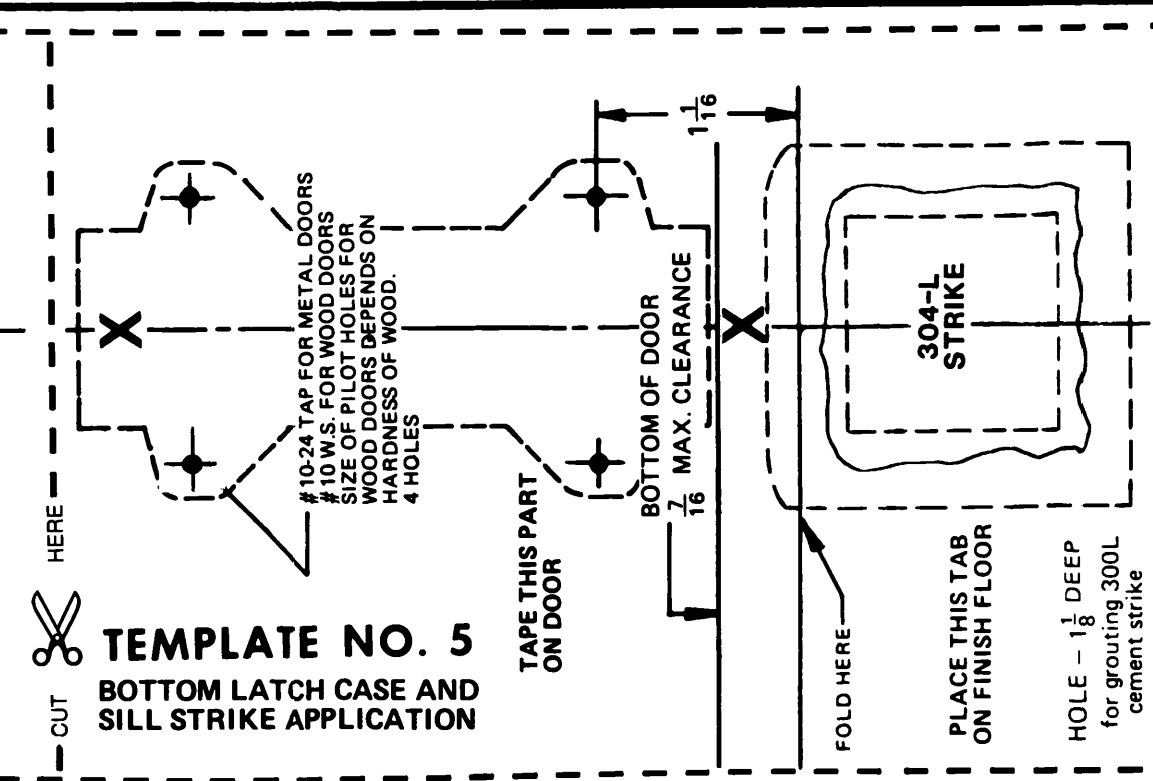 CUT
HERE
TEMPLATE NO. 5
BOTTOM LATCH CASE AND
SILL STRIKE APPLICATION
X
#10-24 TAP FOR METAL DOORS
#10 W.S. FOR WOOD DOORS
SIZE OF PILOT HOLES FOR
WOOD DOORS DEPENDS ON
HARDNESS OF WOOD.
4 HOLES
TAPE THIS PART
ON DOOR
BOTTOM OF DOOR
7/16 MAX. CLEARANCE
1 1/16
X
FOLD HERE
304-L
STRIKE
PLACE THIS TAB
ON FINISH FLOOR
HOLE – 1 1/8 DEEP
for grouting 300L
cement strike